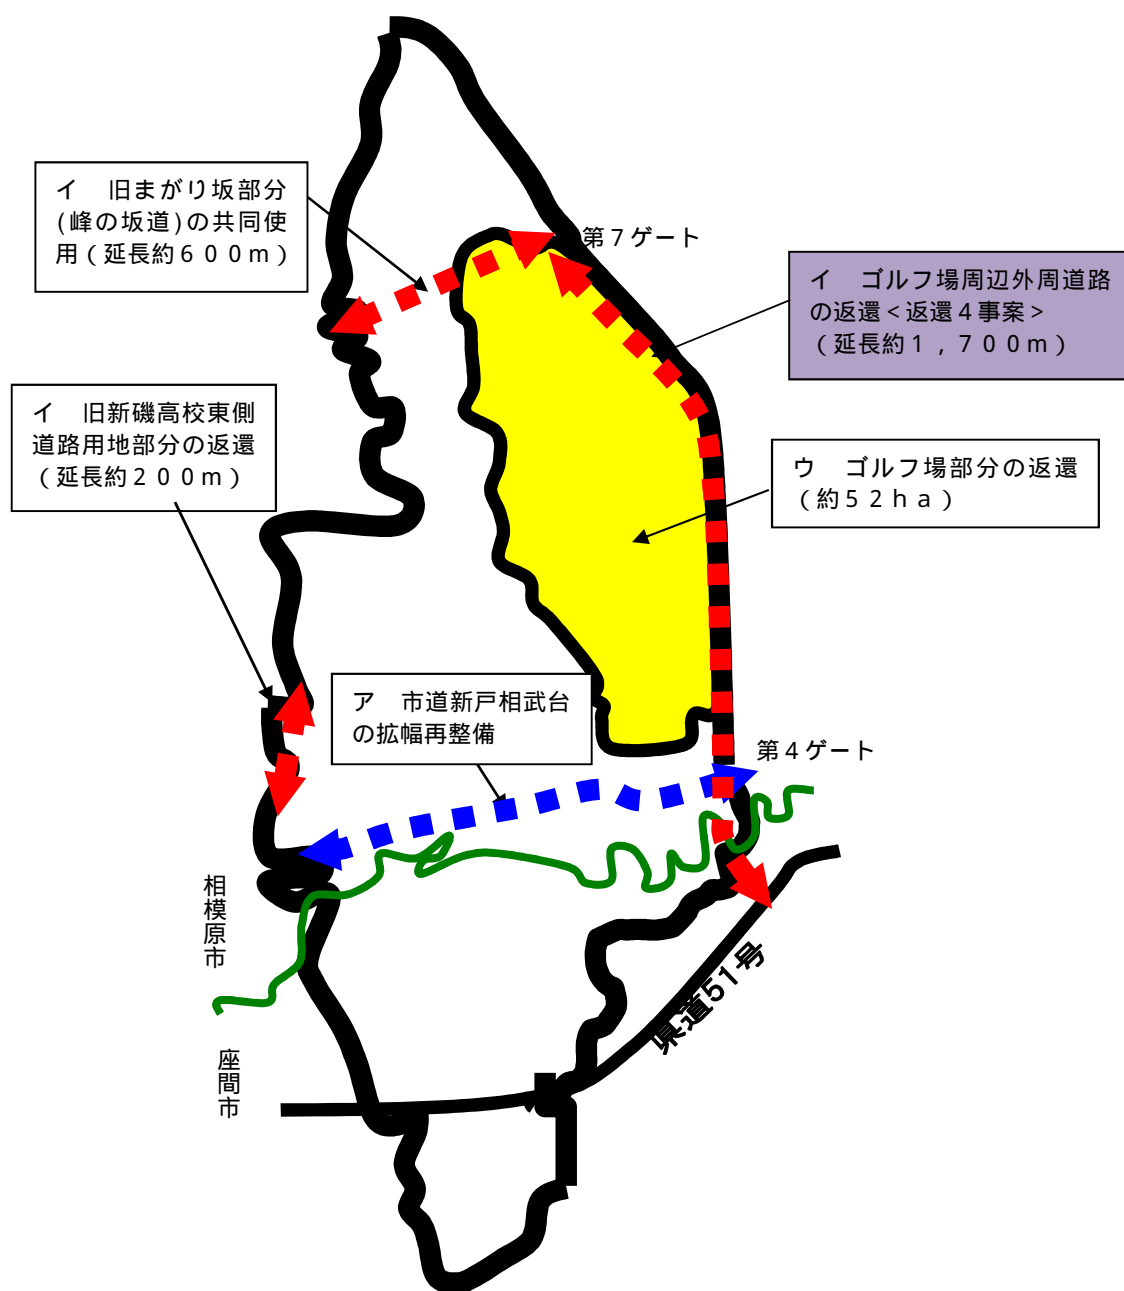 イ　旧まがり坂部分
(峰の坂道)の共同使
用（延長約６００ｍ）
第７ゲート
イ　ゴルフ場周辺外周道路
の返還＜返還４事案＞
（延長約１，７００ｍ）
イ　旧新磯高校東側
道路用地部分の返還
（延長約２００ｍ）
ウ　ゴルフ場部分の返還
（約５２ｈａ）
ア　市道新戸相武台
の拡幅再整備
第４ゲート
相模原市
県道51号
座間市